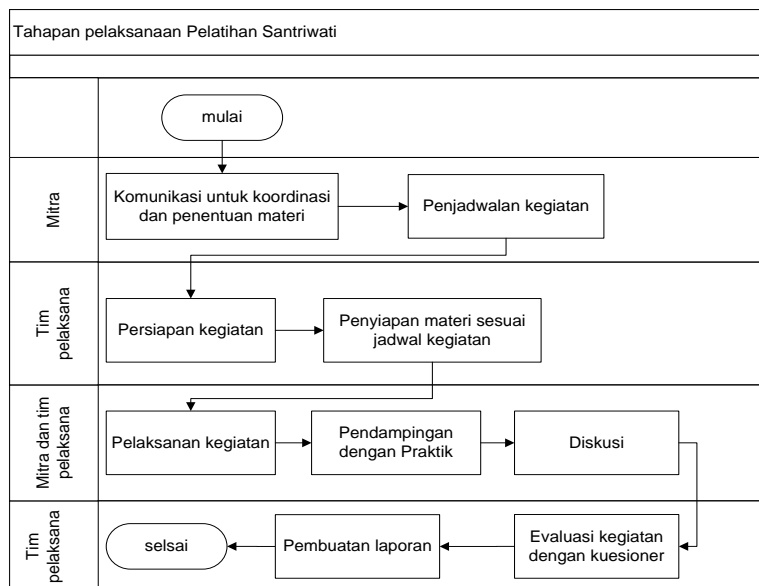 Tahapan pelaksanaan Pelatihan Santriwati
mulai
Mitra
Komunikasi untuk koordinasi
dan penentuan materi
Penjadwalan kegiatan
Tim
pelaksana
Persiapan kegiatan
Penyiapan materi sesuai
jadwal kegiatan
Mitra dan tim
pelaksana
Pelaksanan kegiatan
Pendampingan
dengan Praktik
Diskusi
Tim
pelaksana
selsai
Pembuatan laporan
Evaluasi kegiatan
dengan kuesioner